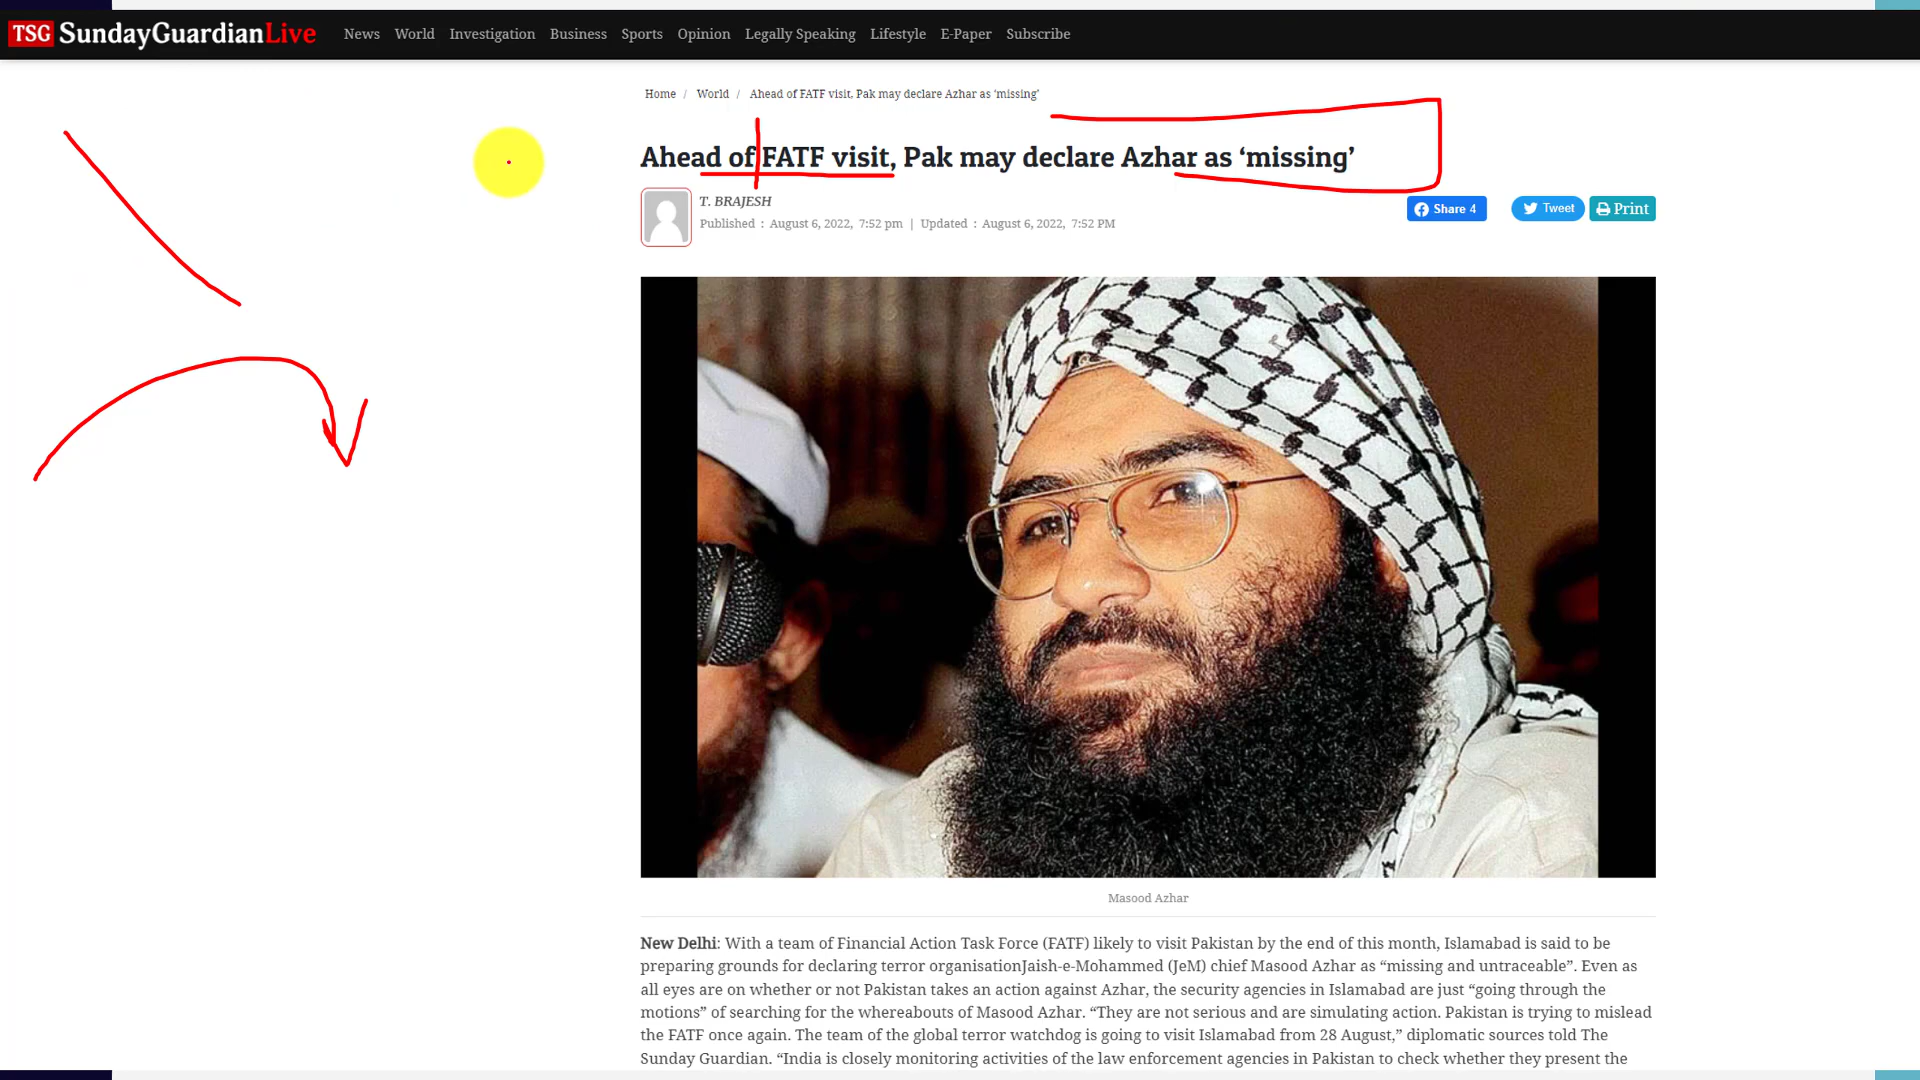 TSG SundayGuardianLive News World Investigation Business Sports Opinion Legally Speaking Lifestyle E-Paper Subscribe
Home / World / Ahead of FATF visit, Pak may declare Azhar as ‘missing’
Ahead of FATF visit, Pak may declare Azhar as ‘missing’
T. BRAJESH
Published : August 6, 2022, 7:52 pm | Updated : August 6, 2022, 7:52 PM
Share 4 Tweet Print
Masood Azhar
New Delhi: With a team of Financial Action Task Force (FATF) likely to visit Pakistan by the end of this month, Islamabad is said to be
preparing grounds for declaring terror organisationJaish-e-Mohammed (JeM) chief Masood Azhar as “missing and untraceable”. Even as
all eyes are on whether or not Pakistan takes an action against Azhar, the security agencies in Islamabad are just “going through the
motions” of searching for the whereabouts of Masood Azhar. “They are not serious and are simulating action. Pakistan is trying to mislead
the FATF once again. The team of the global terror watchdog is going to visit Islamabad from 28 August,” diplomatic sources told The
Sunday Guardian. “India is closely monitoring activities of the law enforcement agencies in Pakistan to check whether they present the